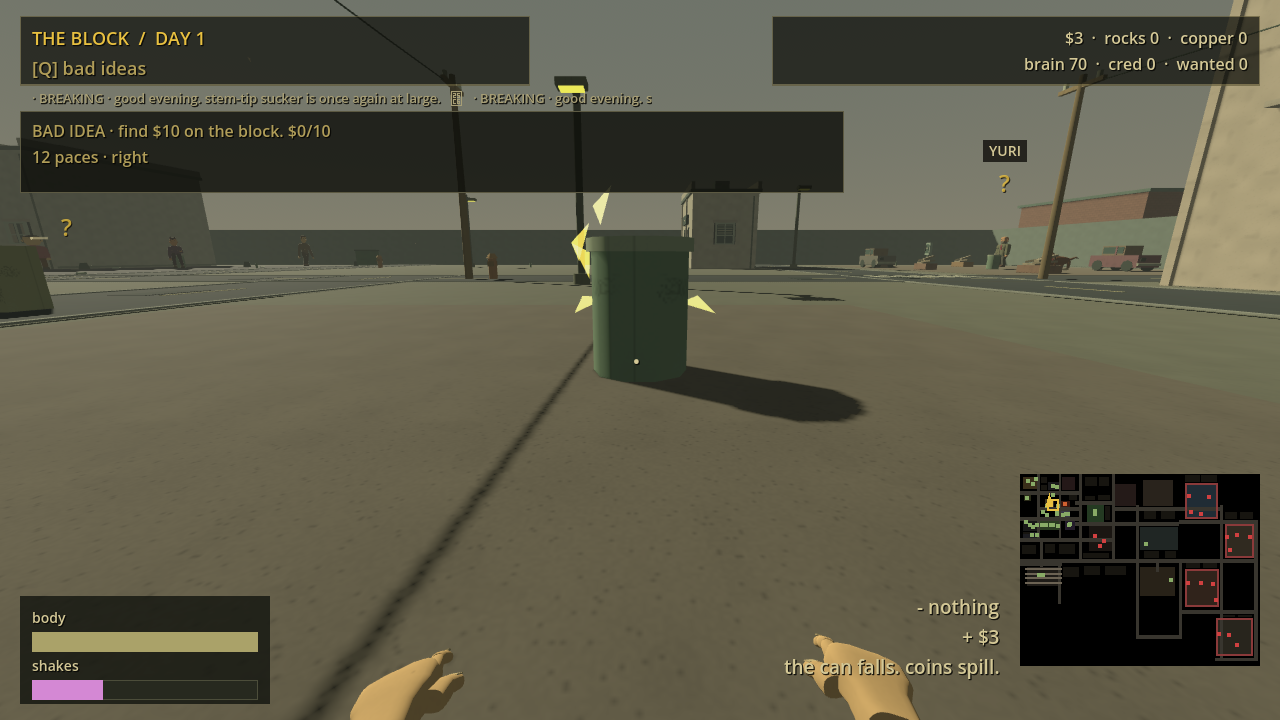 THE BLOCK / DAY 1
[Q] bad ideas
$3 · rocks 0 · copper 0
brain 70 · cred 0 · wanted 0
· BREAKING · good evening. stem-tip sucker is once again at large. · BREAKING · good evening. s
BAD IDEA · find $10 on the block. $0/10
12 paces · right
YURI
?
?
- nothing
+ $3
the can falls. coins spill.
body
shakes